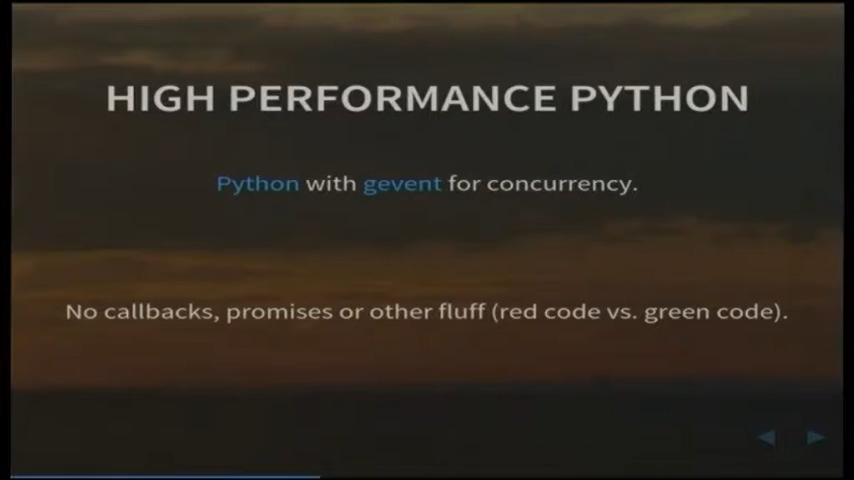 HIGH PERFORMANCE PYTHON
Python with gevent for concurrency.
No callbacks, promises or other fluff (red code vs. green code).